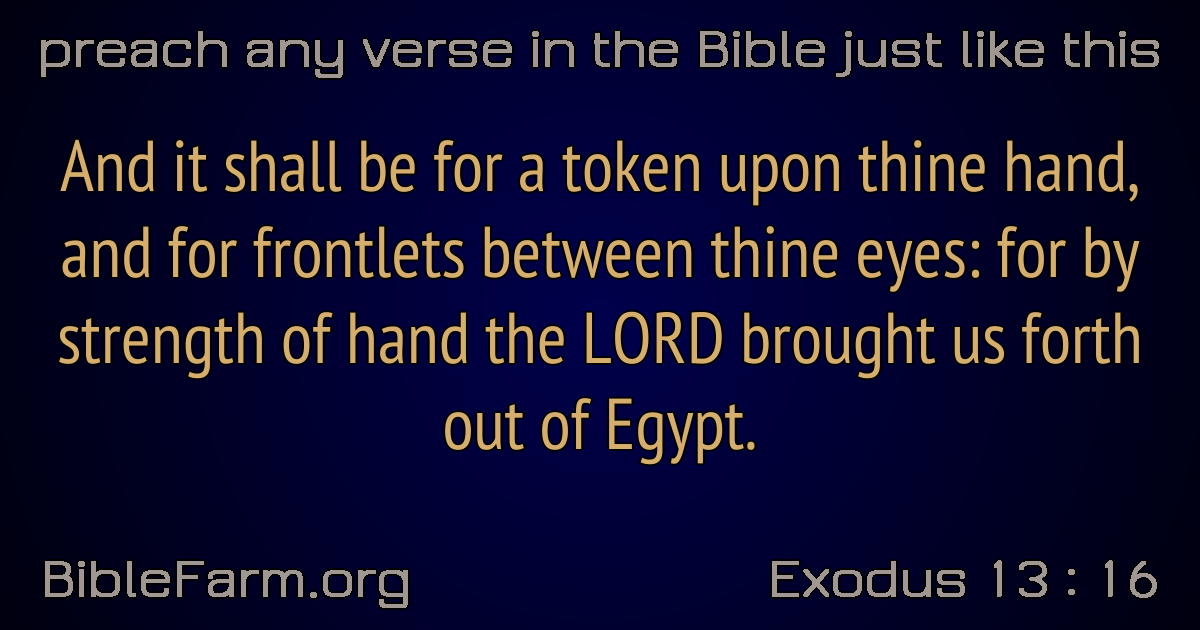 preach any verse in the Bible just like this
And it shall be for a token upon thine hand,
and for frontlets between thine eyes: for by
strength of hand the LORD brought us forth
out of Egypt.
BibleFarm.org
Exodus 13 : 16